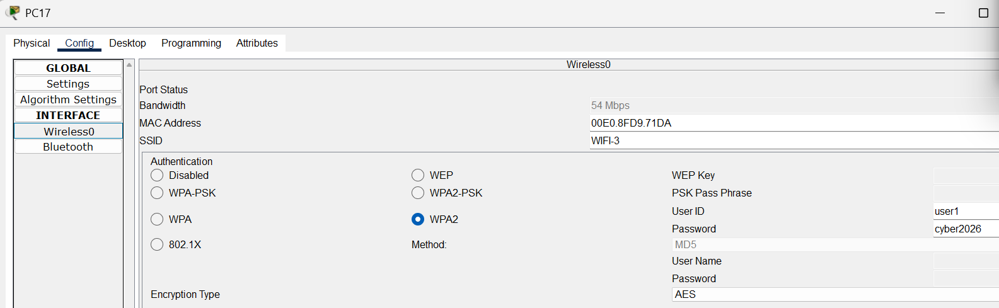 PC17
Physical Config Desktop Programming Attributes
GLOBAL
Settings
Algorithm Settings
INTERFACE
Wireless0
Bluetooth
Wireless0
Port Status
Bandwidth 54 Mbps
MAC Address 00E0.8FD9.71DA
SSID WIFI-3
Authentication
Disabled WEP WEP Key
WPA-PSK WPA2-PSK PSK Pass Phrase
User ID user1
WPA WPA2
Password cyber2026
802.1X Method: MD5
User Name
Password
Encryption Type AES